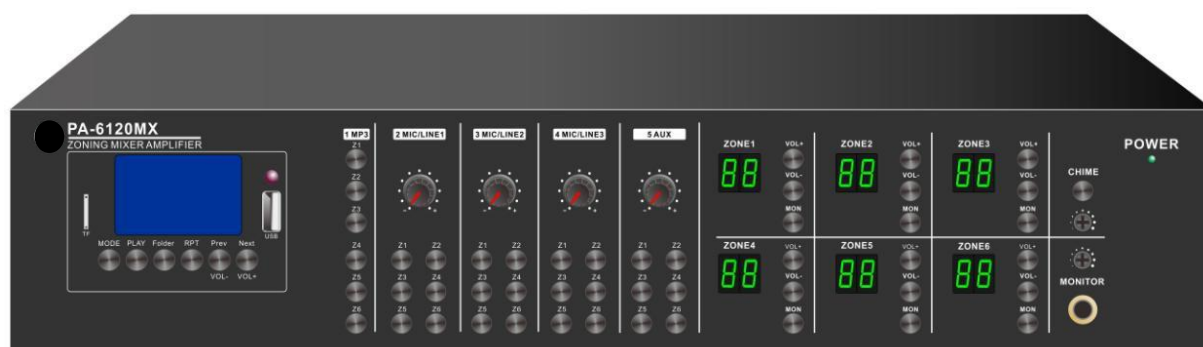 PA-6120MX
ZONING MIXER AMPLIFIER
TF
USB
MODE PLAY Folder RPT Prev Next
VOL- VOL+
1 MP3
Z1
Z2
Z3
Z4
Z5
Z6
2 MIC/LINE1
- +
Z1 Z2
Z3 Z4
Z5 Z6
3 MIC/LINE2
- +
Z1 Z2
Z3 Z4
Z5 Z6
4 MIC/LINE3
- +
Z1 Z2
Z3 Z4
Z5 Z6
5 AUX
- +
Z1 Z2
Z3 Z4
Z5 Z6
ZONE1 VOL+
88 VOL-
MON
ZONE2 VOL+
88 VOL-
MON
ZONE3 VOL+
88 VOL-
MON
ZONE4 VOL+
88 VOL-
MON
ZONE5 VOL+
88 VOL-
MON
ZONE6 VOL+
88 VOL-
MON
CHIME
MONITOR
POWER